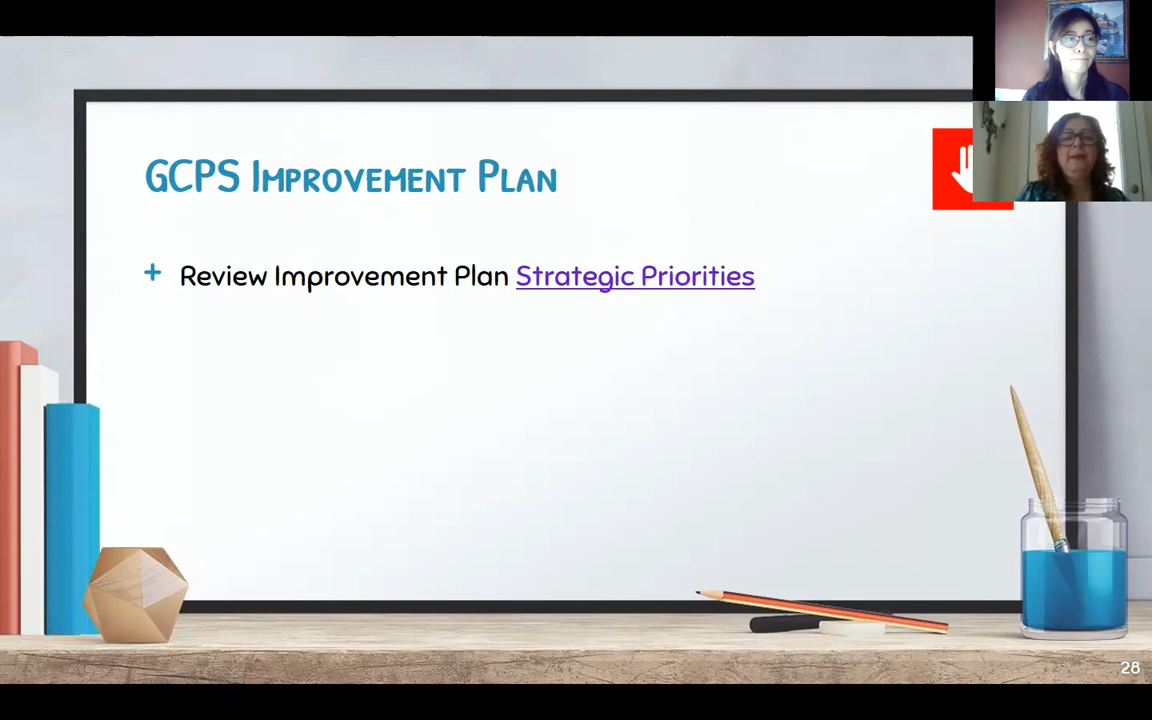 GCPS Improvement Plan
+ Review Improvement Plan Strategic Priorities
28